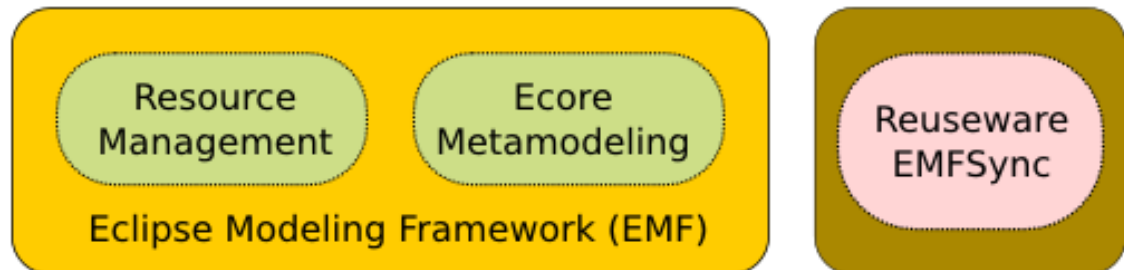 Resource
Management
Ecore
Metamodeling
Eclipse Modeling Framework (EMF)
Reuseware
EMFSync